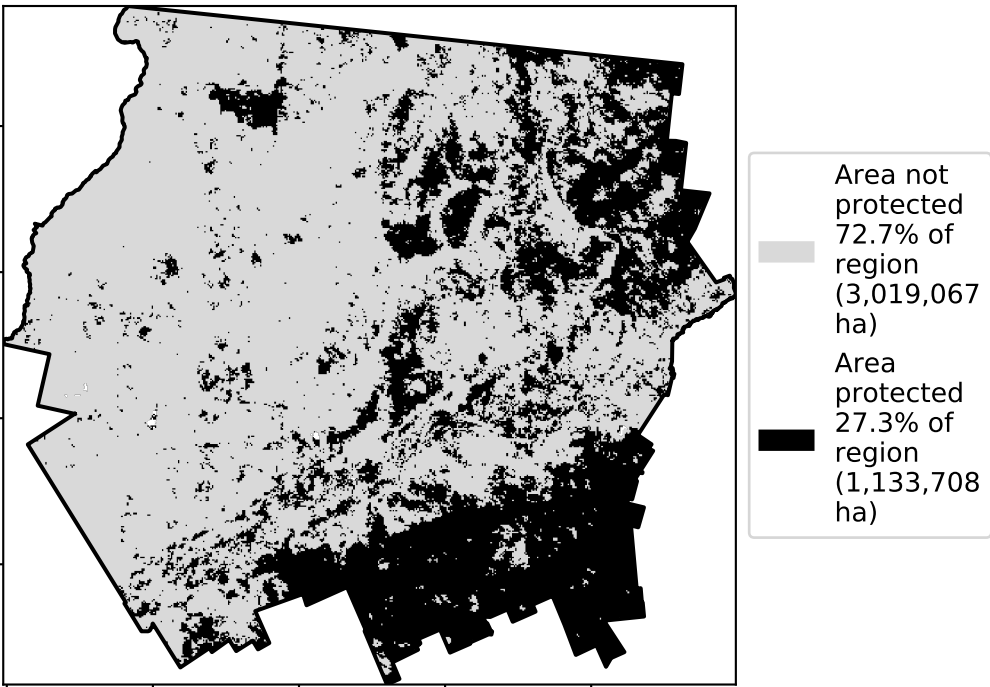 Area not
protected
72.7% of
region
(3,019,067
ha)
Area
protected
27.3% of
region
(1,133,708
ha)